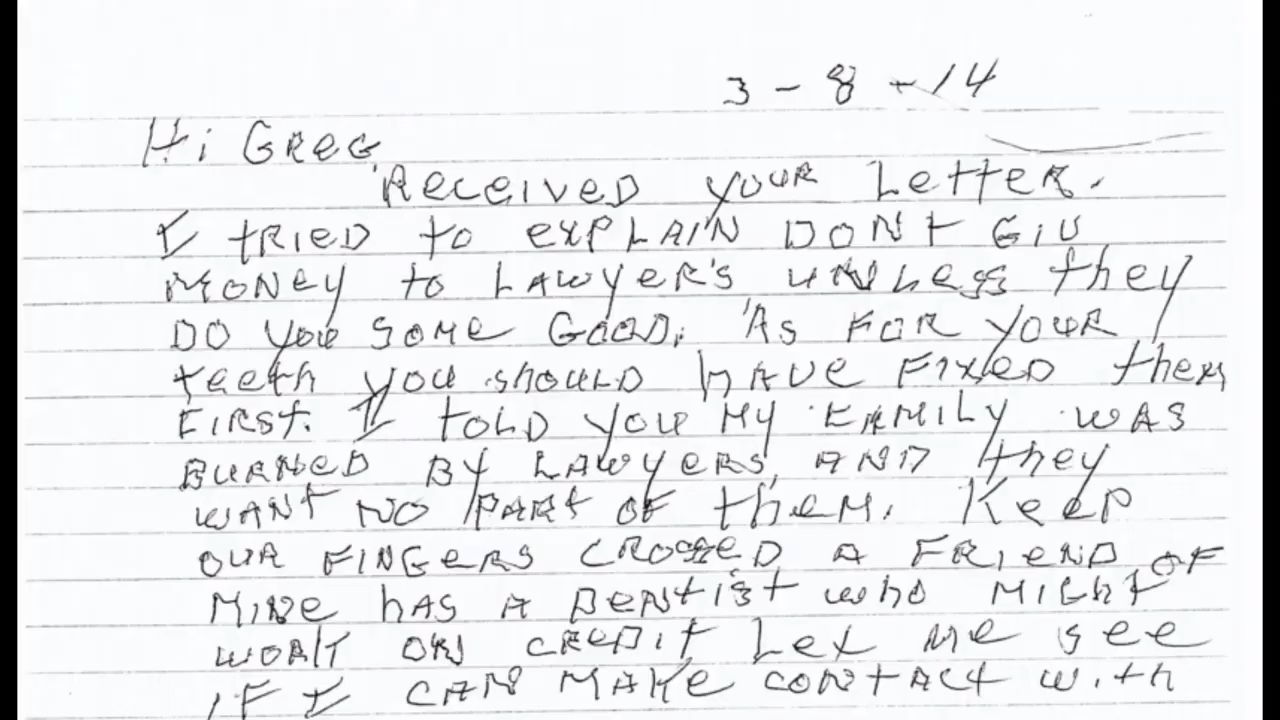 3-8-14
Hi GREG
RECEIVED YOUR LETTER.
I TRIED to EXPLAIN DON'T GIV
MONEY to LAWYER'S UNLESS they
DO YOU SOME GOOD. AS FOR YOUR
teeth YOU ShOULD hAVE FIXED theM
FIRST. I tOLD YOU MY FAMILY WAS
BURNED BY LAWYERS, AND they
WANT NO PART OF theM. KeeP
OUR FINGERS CROSSED A FRIEND OF
MINE hAS A DENtiSt WhO MIGHT
WORK ON CREDIT LET ME SEE
IF I CAN MAKE CONTACT With